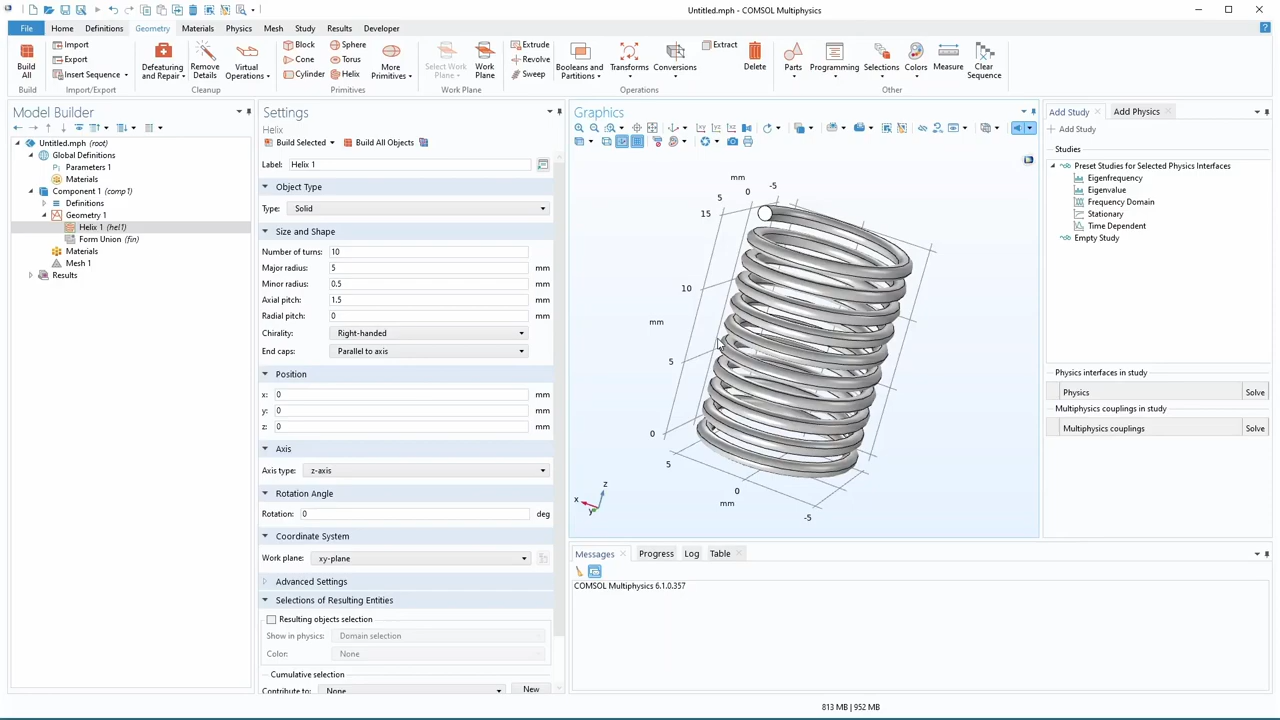 Untitled.mph - COMSOL Multiphysics
File Home Definitions Geometry Materials Physics Mesh Study Results Developer
Build All
Build
Import
Export
Insert Sequence
Import/Export
Defeaturing and Repair
Remove Details
Virtual Operations
Cleanup
Block
Cone
Cylinder
Sphere
Torus
Helix
More Primitives
Primitives
Select Work Plane
Work Plane
Work Plane
Extrude
Revolve
Sweep
Booleans and Partitions
Transforms
Conversions
Extract
Delete
Operations
Parts
Programming
Selections
Colors
Measure
Clear Sequence
Other
Model Builder
Untitled.mph (root)
Global Definitions
Parameters 1
Materials
Component 1 (comp1)
Definitions
Geometry 1
Helix 1 (hel1)
Form Union (fin)
Materials
Mesh 1
Results
Settings
Helix
Build Selected Build All Objects
Label: Helix 1
Object Type
Type: Solid
Size and Shape
Number of turns: 10
Major radius: 5 mm
Minor radius: 0.5 mm
Axial pitch: 1.5 mm
Radial pitch: 0 mm
Chirality: Right-handed
End caps: Parallel to axis
Position
x: 0 mm
y: 0 mm
z: 0 mm
Axis
Axis type: z-axis
Rotation Angle
Rotation: 0 deg
Coordinate System
Work plane: xy-plane
Advanced Settings
Selections of Resulting Entities
Resulting objects selection
Show in physics: Domain selection
Color: None
Cumulative selection
Contribute to: None New
Graphics
mm
5 0 -5
15
10
mm
5
0
5
0
mm
-5
z
x
y
Messages Progress Log Table
COMSOL Multiphysics 6.1.0.357
Add Study Add Physics
Add Study
Studies
Preset Studies for Selected Physics Interfaces
Eigenfrequency
Eigenvalue
Frequency Domain
Stationary
Time Dependent
Empty Study
Physics interfaces in study
Physics Solve
Multiphysics couplings in study
Multiphysics couplings Solve
813 MB | 952 MB